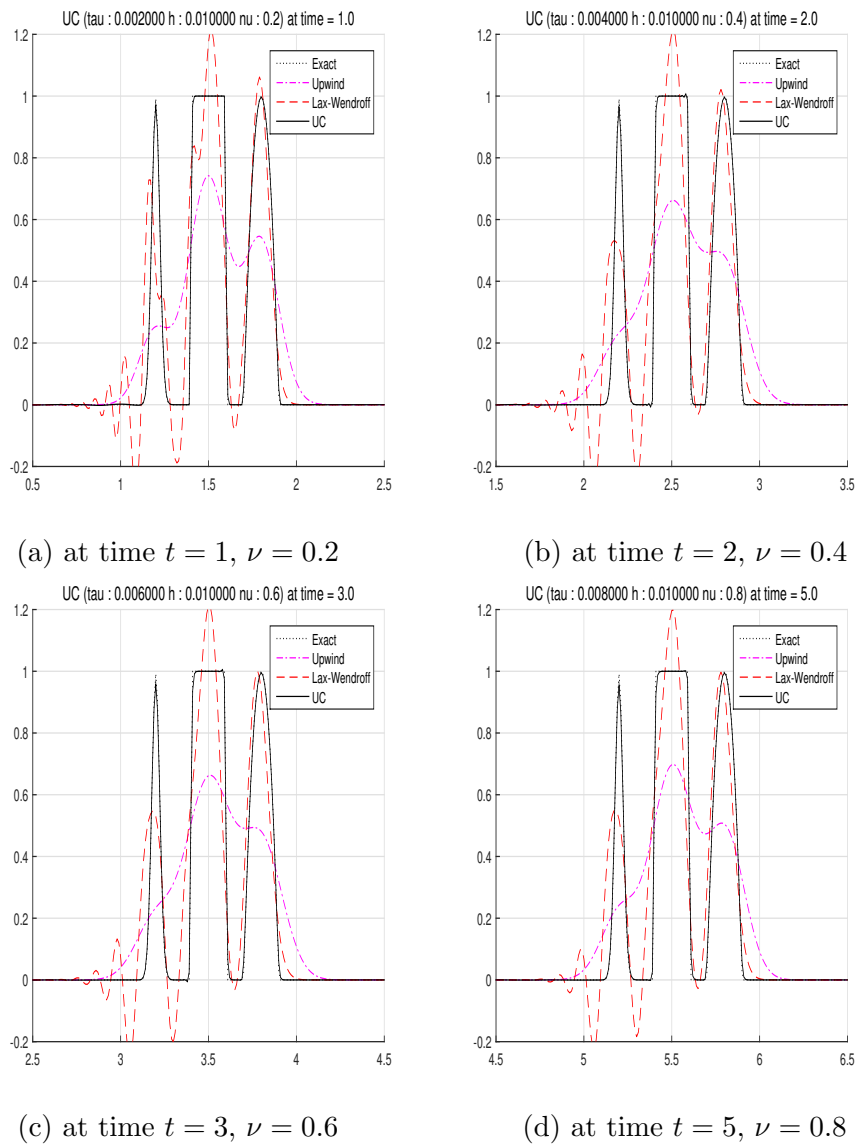 UC (tau : 0.002000 h : 0.010000 nu : 0.2) at time = 1.0
1.2
1
0.8
0.6
0.4
0.2
0
-0.2
0.5 1 1.5 2 2.5
Exact
Upwind
Lax-Wendroff
UC
(a) at time t = 1, ν = 0.2
UC (tau : 0.004000 h : 0.010000 nu : 0.4) at time = 2.0
1.2
1
0.8
0.6
0.4
0.2
0
-0.2
1.5 2 2.5 3 3.5
Exact
Upwind
Lax-Wendroff
UC
(b) at time t = 2, ν = 0.4
UC (tau : 0.006000 h : 0.010000 nu : 0.6) at time = 3.0
1.2
1
0.8
0.6
0.4
0.2
0
-0.2
2.5 3 3.5 4 4.5
Exact
Upwind
Lax-Wendroff
UC
(c) at time t = 3, ν = 0.6
UC (tau : 0.008000 h : 0.010000 nu : 0.8) at time = 5.0
1.2
1
0.8
0.6
0.4
0.2
0
-0.2
4.5 5 5.5 6 6.5
Exact
Upwind
Lax-Wendroff
UC
(d) at time t = 5, ν = 0.8